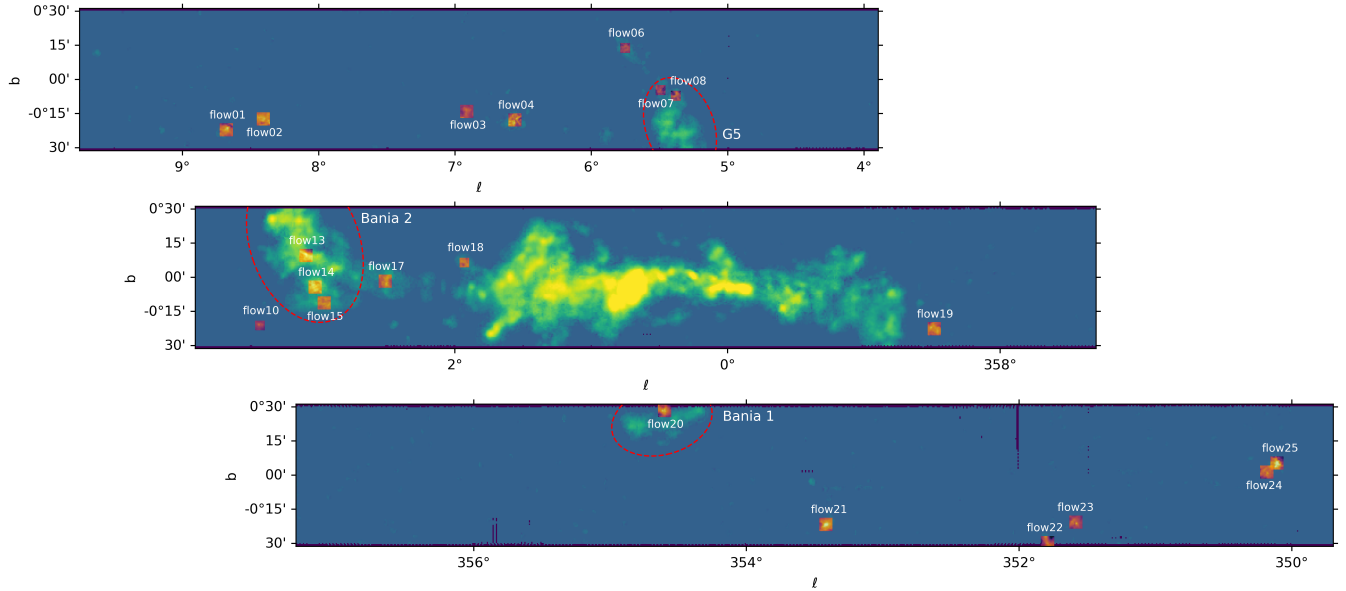 0°30'
15'
00'
-0°15'
30'
b
flow01
flow02
flow03
flow04
flow06
flow07
flow08
G5
9°
8°
7°
6°
5°
4°
ℓ
0°30'
15'
00'
-0°15'
30'
b
Bania 2
flow13
flow14
flow15
flow10
flow17
flow18
flow19
2°
0°
358°
ℓ
0°30'
15'
00'
-0°15'
30'
b
Bania 1
flow20
flow21
flow22
flow23
flow24
flow25
356°
354°
352°
350°
ℓ